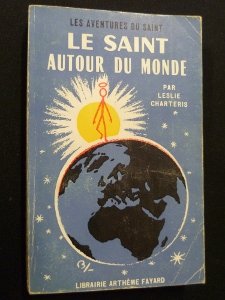 LES AVENTURES DU SAINT
LE SAINT
AUTOUR DU MONDE
PAR
LESLIE
CHARTERIS
LIBRAIRIE ARTHÈME FAYARD